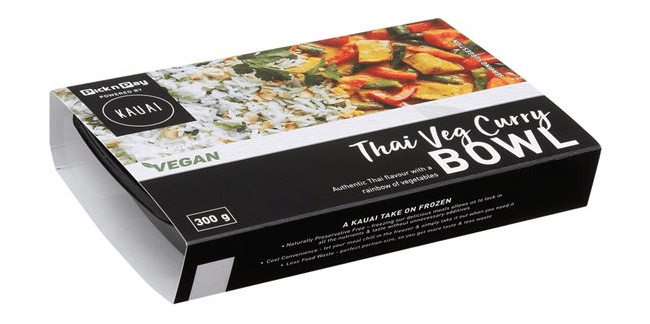 Pick n Pay
POWERED BY
KAUAI
SERVING SUGGESTION
VEGAN
Thai Veg Curry
BOWL
Authentic Thai flavour with a
rainbow of vegetables
300 g
A KAUAI TAKE ON FROZEN
• Naturally Preservative Free - freezing our delicious meals allows us to lock in
all the nutrients & taste without unnecessary additives
• Cool Convenience - let your meal chill in the freezer & simply take it out when you need it
• Less Food Waste - perfect portion size, so you get more taste & less waste